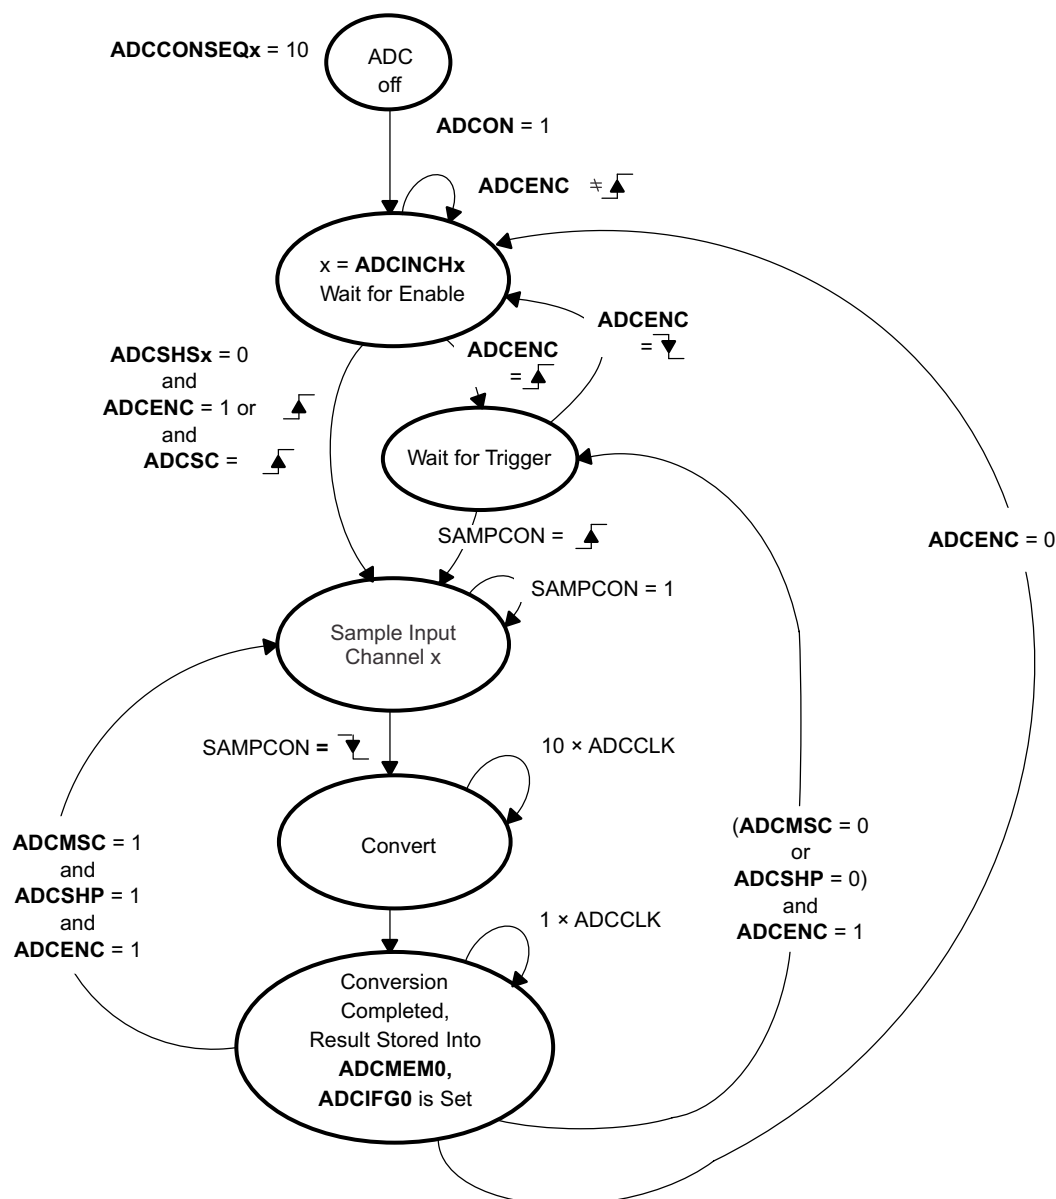 ADCCONSEQx = 10
ADC
off
ADCON = 1
ADCENC ≠
x = ADCINCHx
Wait for Enable
ADCENC
=
ADCENC
=
ADCSHSx = 0
and
ADCENC = 1 or
and
ADCSC =
Wait for Trigger
SAMPCON =
ADCENC = 0
SAMPCON = 1
Sample Input
Channel x
SAMPCON =
10 × ADCCLK
Convert
ADCMSC = 1
and
ADCSHP = 1
and
ADCENC = 1
(ADCMSC = 0
or
ADCSHP = 0)
and
ADCENC = 1
1 × ADCCLK
Conversion
Completed,
Result Stored Into
ADCMEM0,
ADCIFG0 is Set